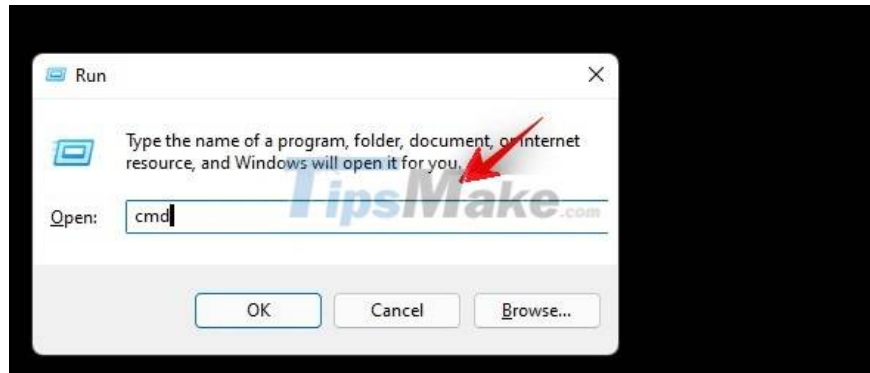 Run
Type the name of a program, folder, document, or internet
resource, and Windows will open it for you.
TipsMake.com
Open:
cmd
OK
Cancel
Browse...